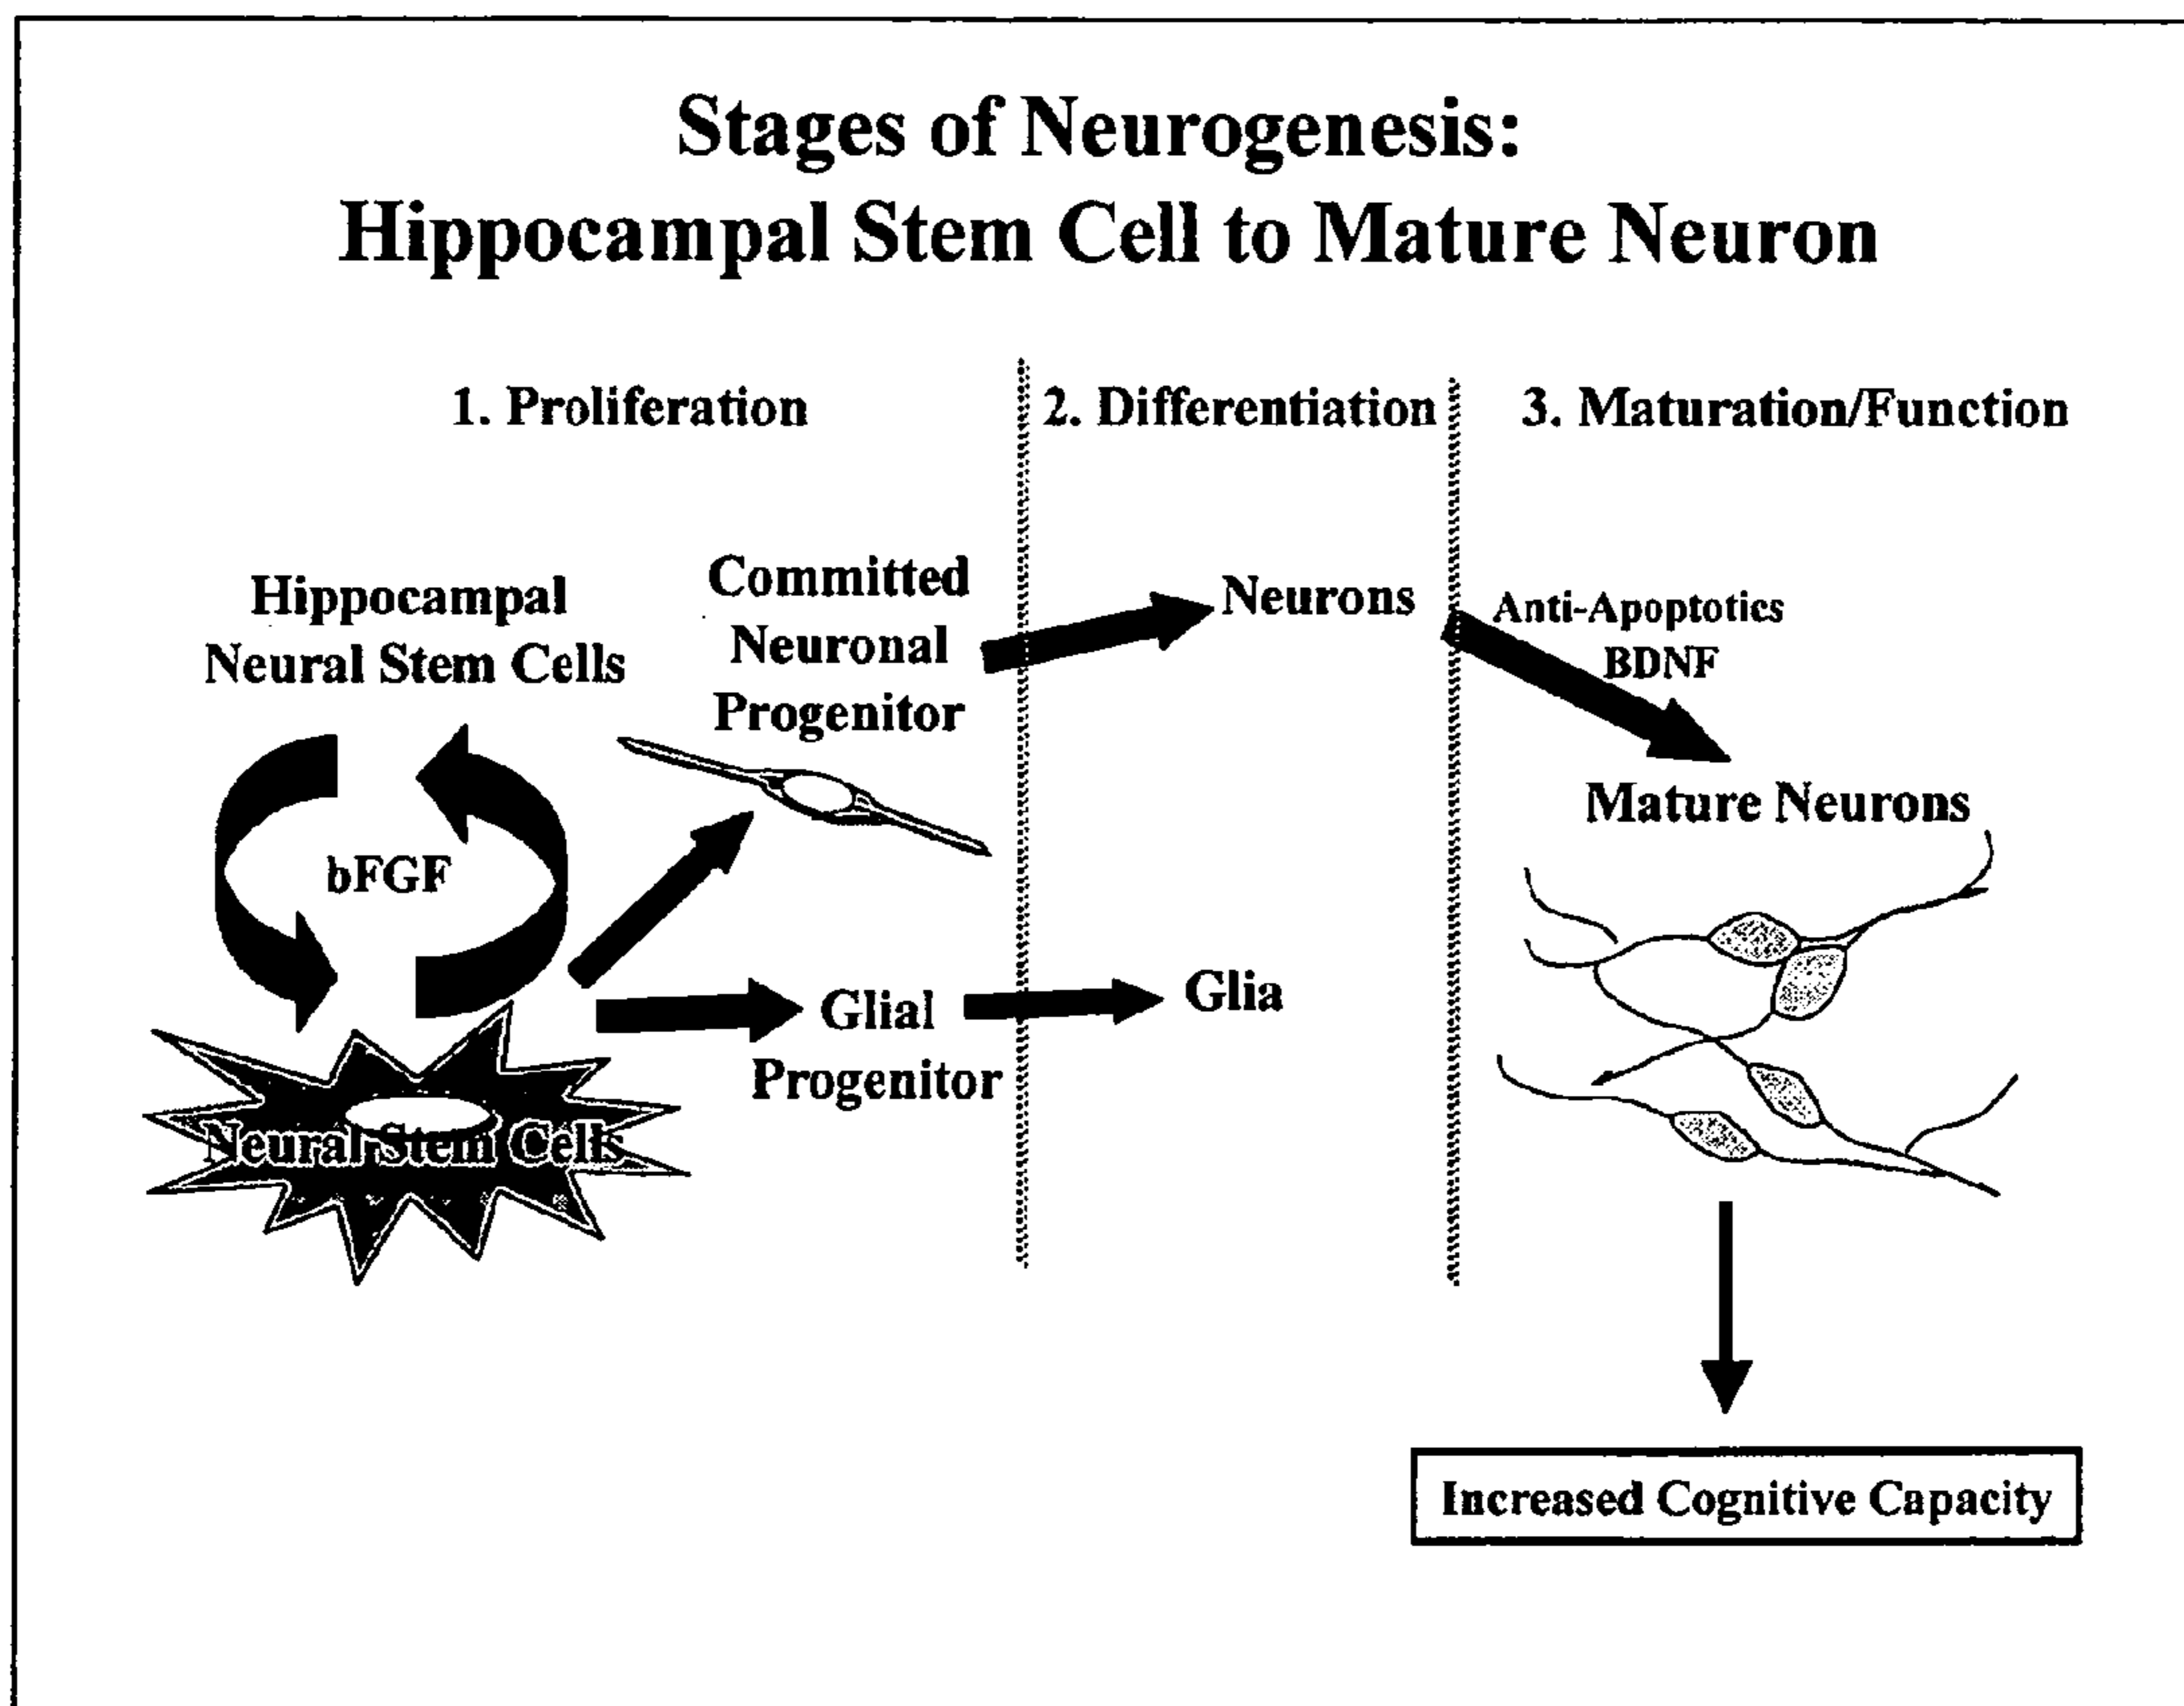 Stages of Neurogenesis:
Hippocampal Stem Cell to Mature Neuron
1. Proliferation
2. Differentiation
3. Maturation/Function
Hippocampal
Neural Stem Cells
Committed
Neuronal
Progenitor
Neurons
Anti-Apoptotics
BDNF
Mature Neurons
bFGF
Glial
Progenitor
Glia
Neural Stem Cells
Increased Cognitive Capacity